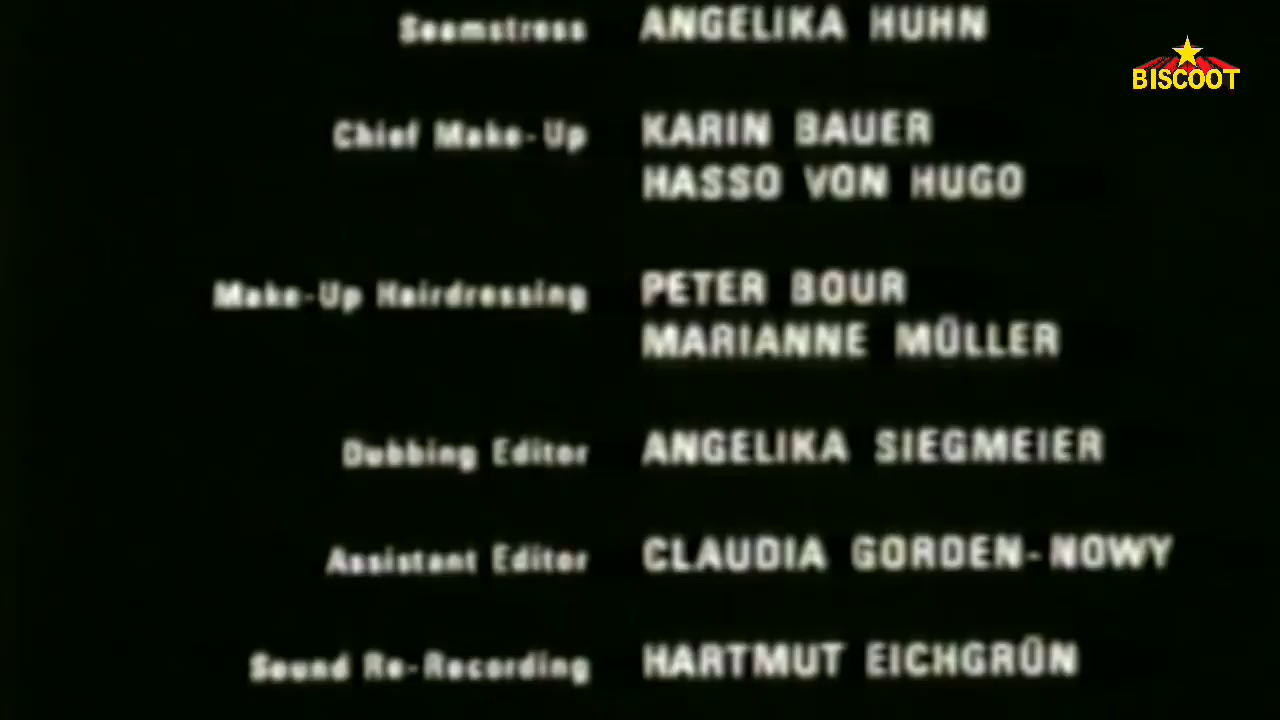 Seamstress ANGELIKA HUHN
BISCOOT
Chief Make-Up KARIN BAUER
HASSO VON HUGO
Make-Up Hairdressing PETER BOUR
MARIANNE MÜLLER
Dubbing Editor ANGELIKA SIEGMEIER
Assistant Editor CLAUDIA GORDEN-NOWY
Sound Re-Recording HARTMUT EICHGRÜN